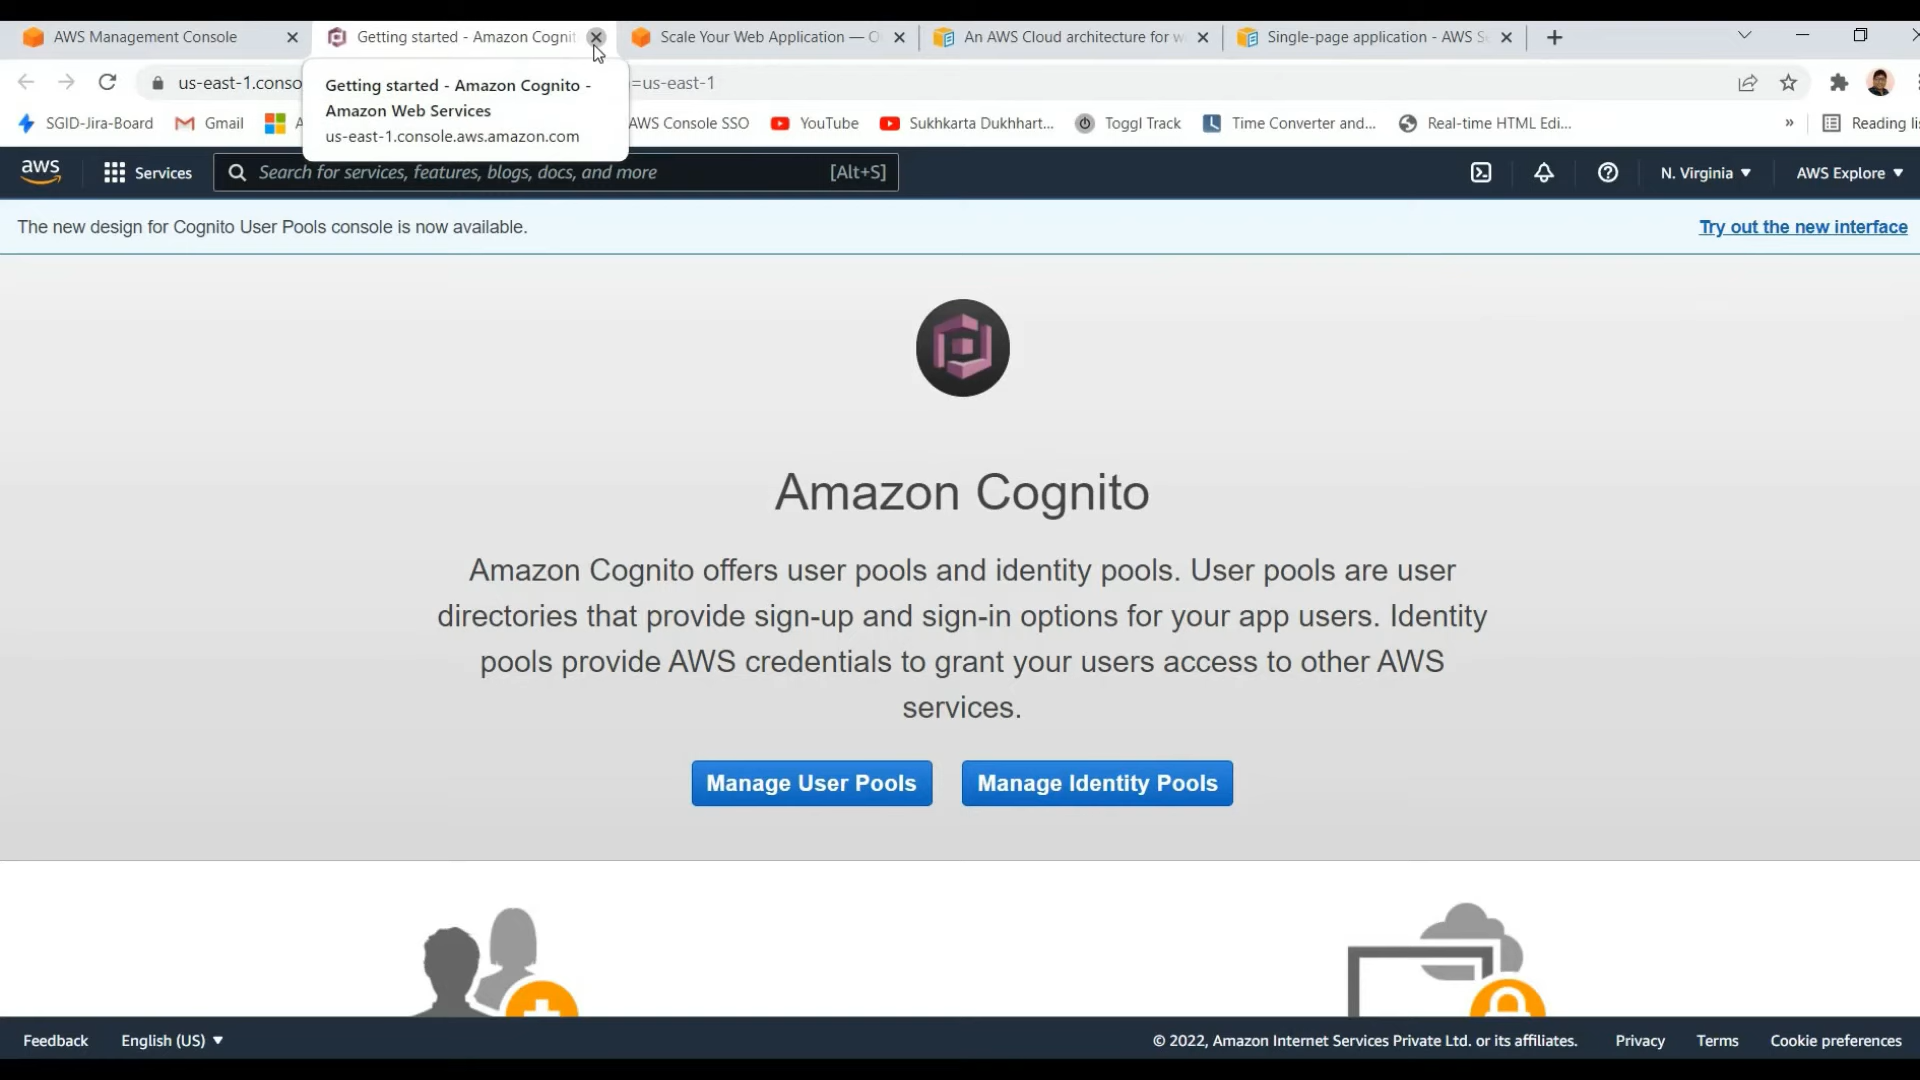 AWS Management Console
Getting started - Amazon Cognit
Scale Your Web Application — O
An AWS Cloud architecture for w
Single-page application - AWS S
us-east-1.conso
=us-east-1
Getting started - Amazon Cognito -
Amazon Web Services
us-east-1.console.aws.amazon.com
SGID-Jira-Board
Gmail
A
AWS Console SSO
YouTube
Sukhkarta Dukhhart...
Toggl Track
Time Converter and...
Real-time HTML Edi...
»
Reading lis
aws
Services
Search for services, features, blogs, docs, and more
[Alt+S]
N. Virginia
AWS Explore
The new design for Cognito User Pools console is now available.
Try out the new interface
Amazon Cognito
Amazon Cognito offers user pools and identity pools. User pools are user
directories that provide sign-up and sign-in options for your app users. Identity
pools provide AWS credentials to grant your users access to other AWS
services.
Manage User Pools
Manage Identity Pools
Feedback
English (US)
© 2022, Amazon Internet Services Private Ltd. or its affiliates.
Privacy
Terms
Cookie preferences